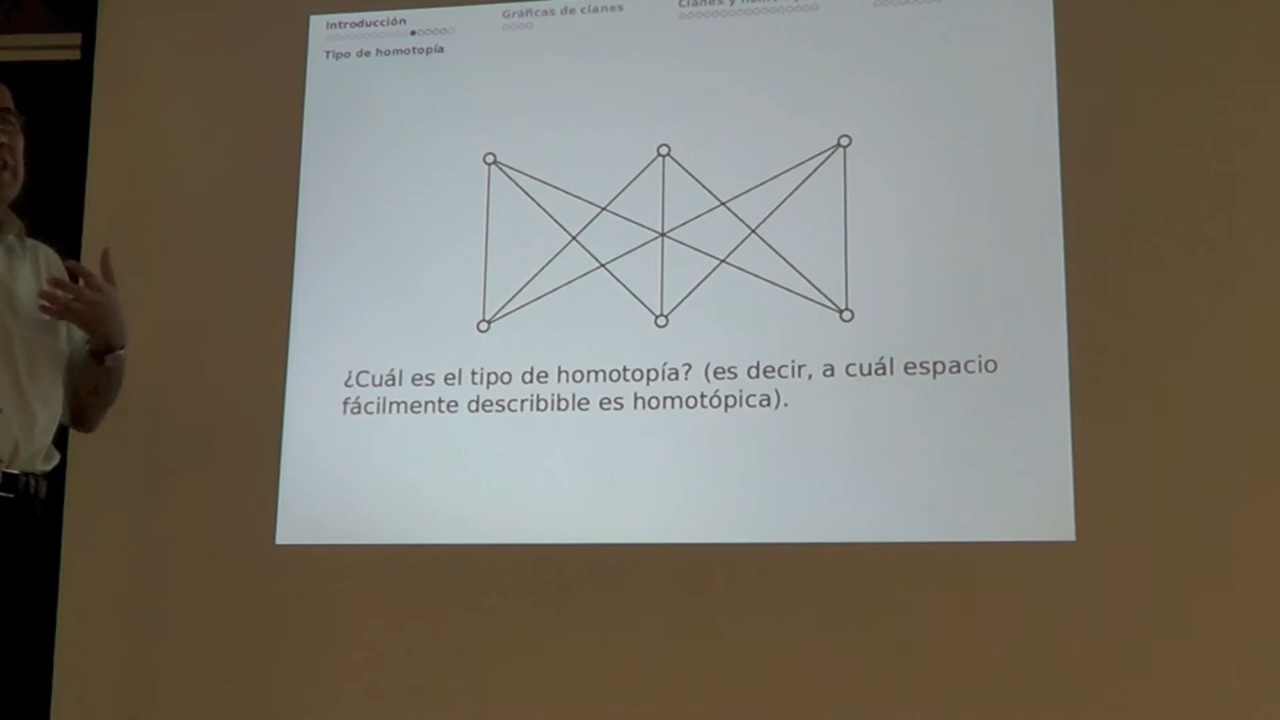 Introducción
Gráficas de clanes
Clanes y
Tipo de homotopía
¿Cuál es el tipo de homotopía? (es decir, a cuál espacio
fácilmente describible es homotópica).